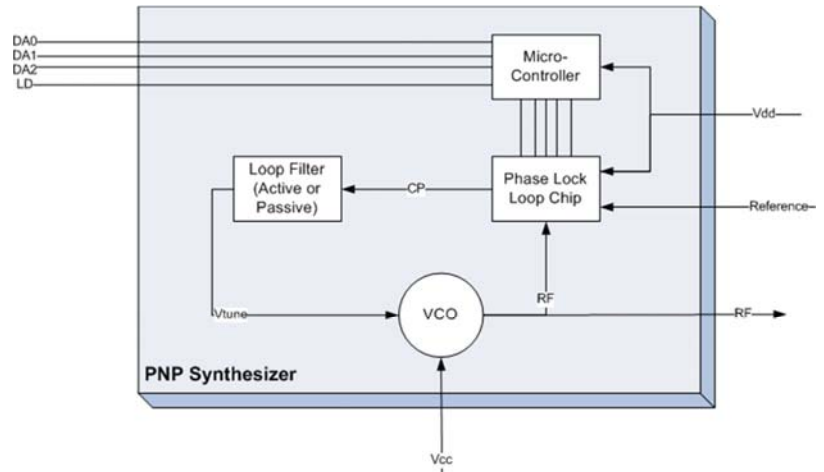 DA0
DA1
DA2
LD
Micro-
Controller
Vdd
Loop Filter
(Active or
Passive)
CP
Phase Lock
Loop Chip
Reference
Vtune
VCO
RF
RF
PNP Synthesizer
Vcc